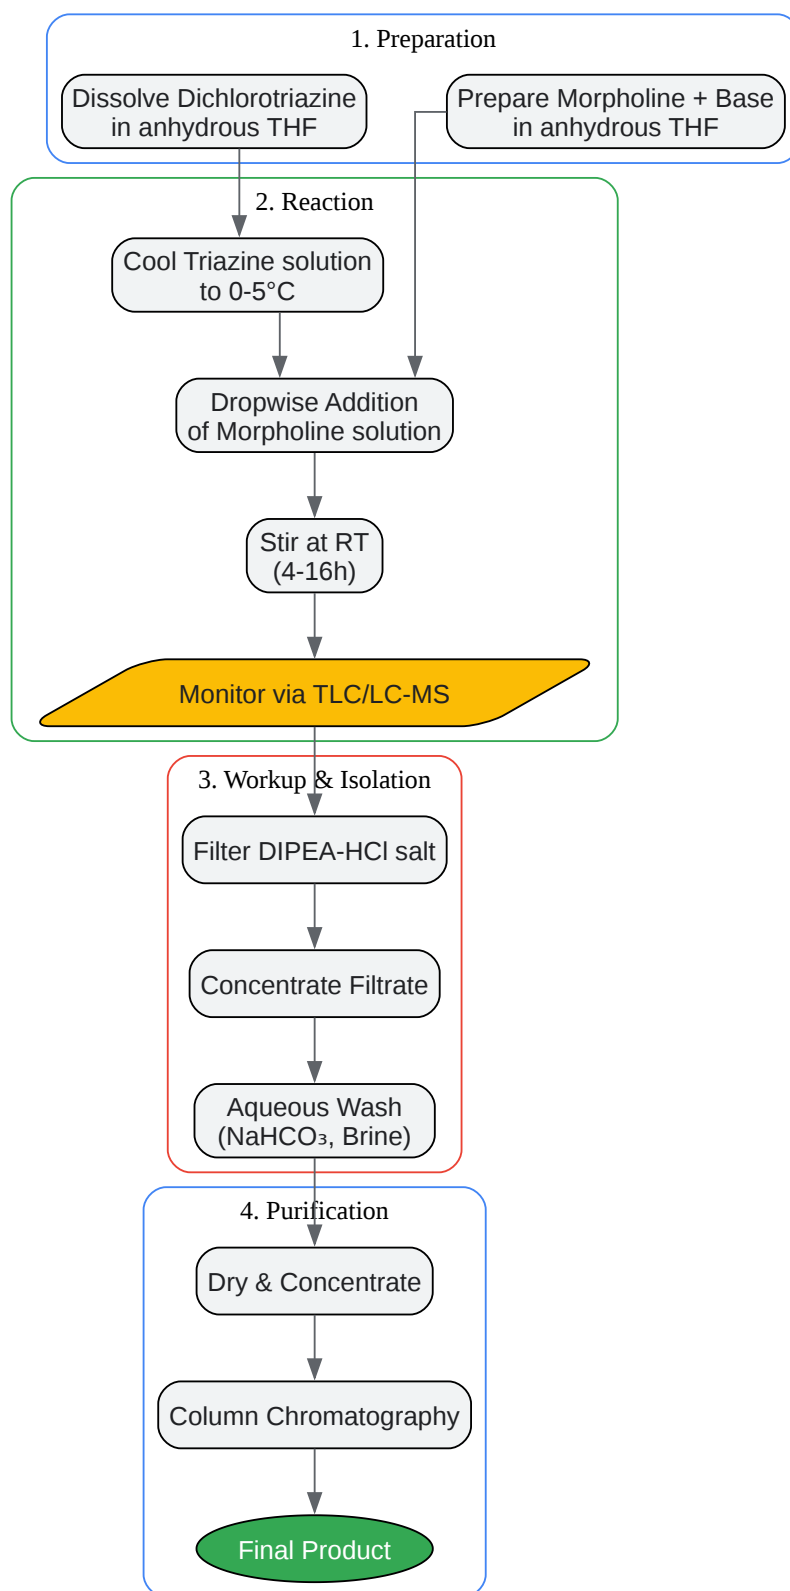 1. Preparation
Dissolve Dichlorotriazine
in anhydrous THF
Prepare Morpholine + Base
in anhydrous THF
2. Reaction
Cool Triazine solution
to 0-5°C
Dropwise Addition
of Morpholine solution
Stir at RT
(4-16h)
Monitor via TLC/LC-MS
3. Workup & Isolation
Filter DIPEA-HCl salt
Concentrate Filtrate
Aqueous Wash
(NaHCO₃, Brine)
4. Purification
Dry & Concentrate
Column Chromatography
Final Product